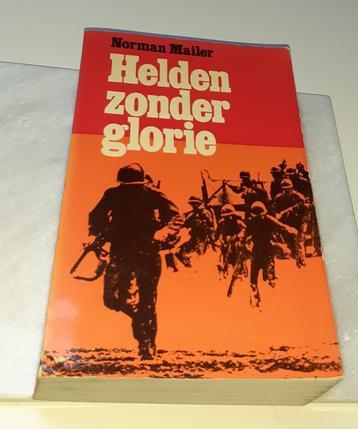 Norman Mailer
Helden
zonder
glorie